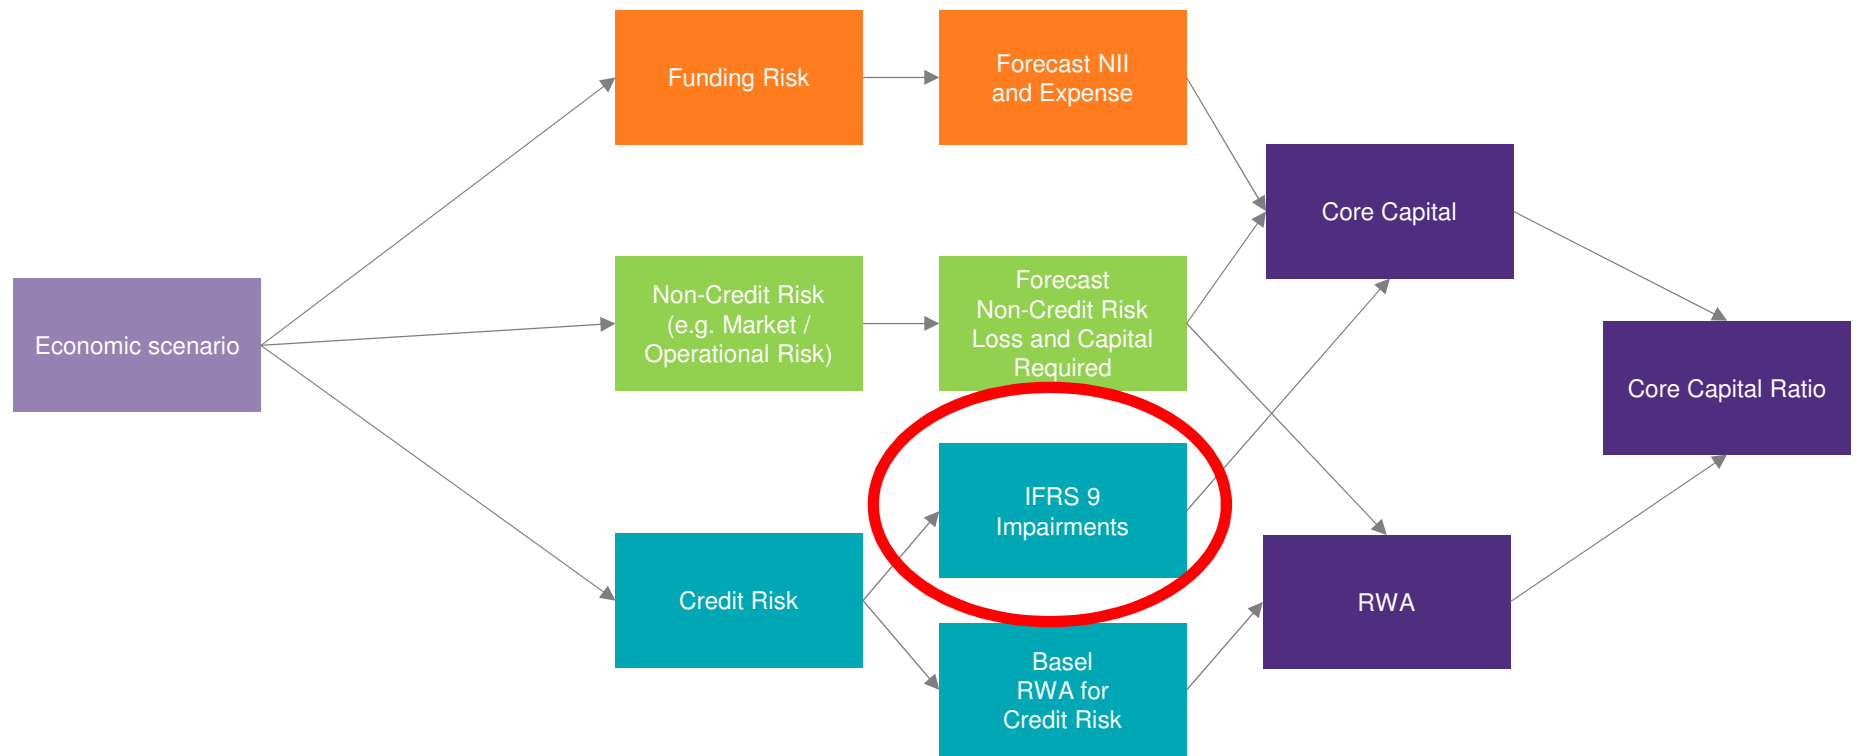 Economic scenario
Funding Risk
Forecast NII
and Expense
Non-Credit Risk
(e.g. Market /
Operational Risk)
Forecast
Non-Credit Risk
Loss and Capital
Required
Credit Risk
IFRS 9
Impairments
Basel
RWA for
Credit Risk
Core Capital
RWA
Core Capital Ratio